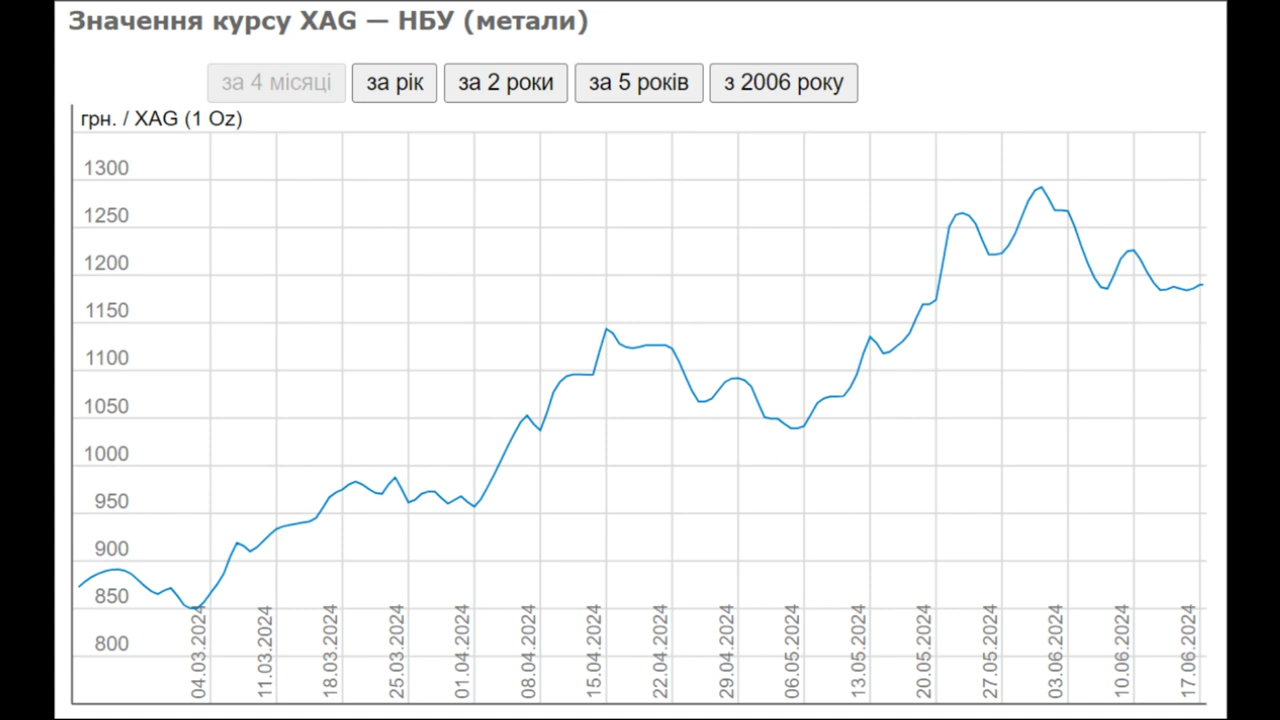 Значення курсу XAG — НБУ (метали)
за 4 місяці за рік за 2 роки за 5 років з 2006 року
грн. / XAG (1 Oz)
1300
1250
1200
1150
1100
1050
1000
950
900
850
800
04.03.2024 11.03.2024 18.03.2024 25.03.2024 01.04.2024 08.04.2024 15.04.2024 22.04.2024 29.04.2024 06.05.2024 13.05.2024 20.05.2024 27.05.2024 03.06.2024 10.06.2024 17.06.2024